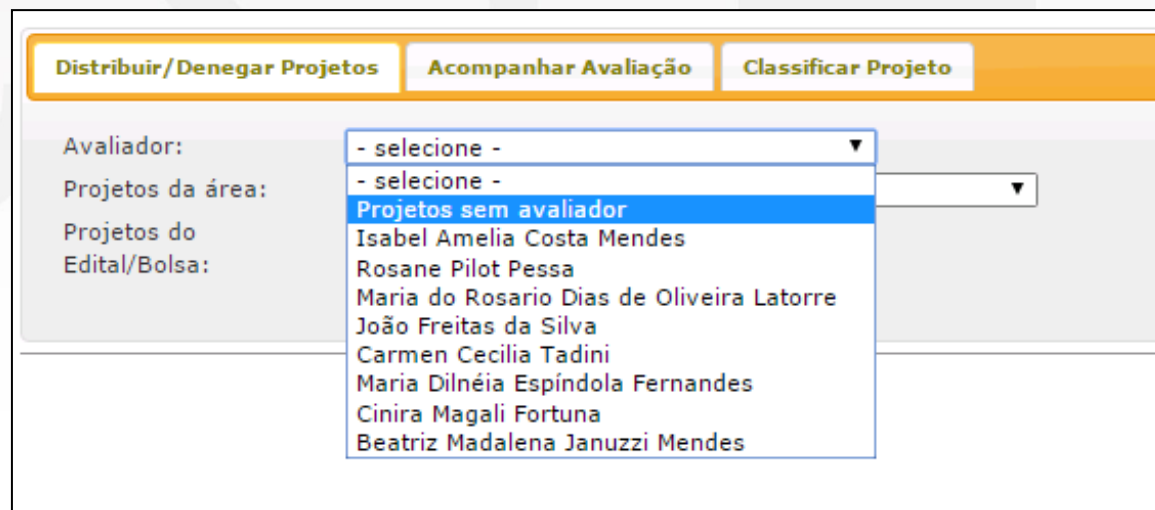 Distribuir/Denegar Projetos Acompanhar Avaliação Classificar Projeto
Avaliador: - selecione -
- selecione -
Projetos da área:
Projetos sem avaliador
Projetos do
Edital/Bolsa:
Isabel Amelia Costa Mendes
Rosane Pilot Pessa
Maria do Rosario Dias de Oliveira Latorre
João Freitas da Silva
Carmen Cecilia Tadini
Maria Dilnéia Espíndola Fernandes
Cinira Magali Fortuna
Beatriz Madalena Januzzi Mendes